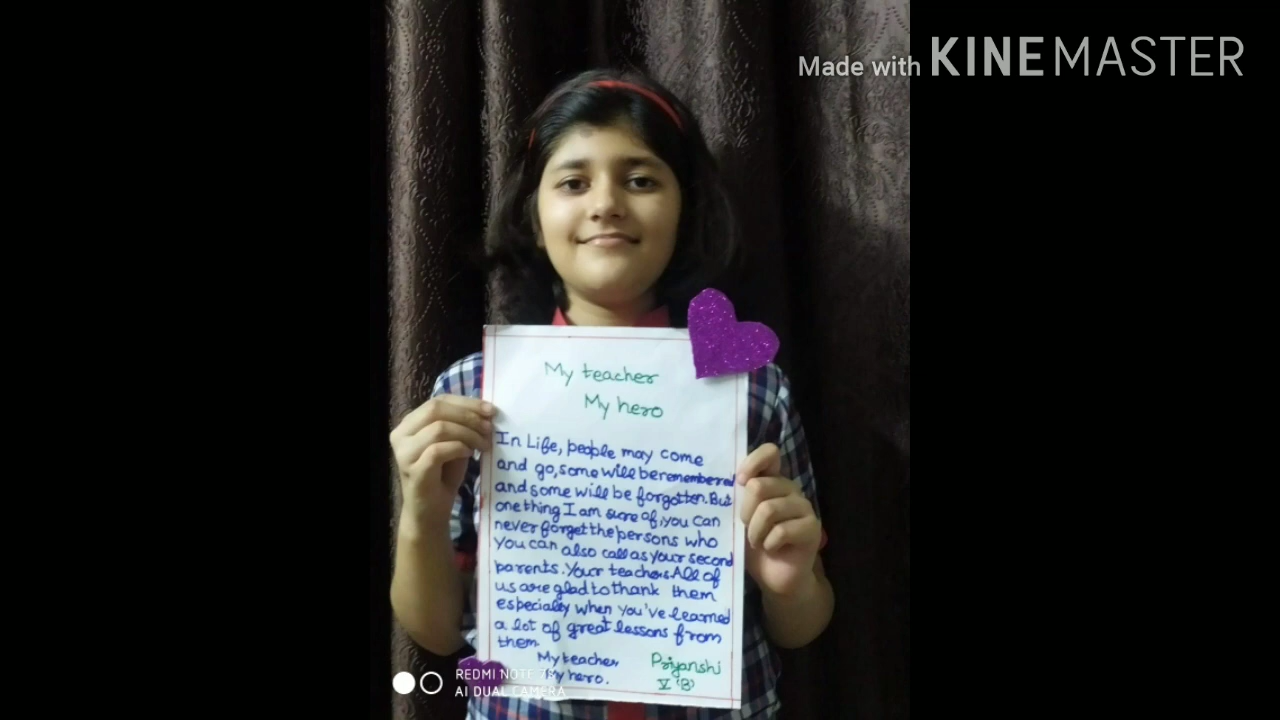 Made with KINEMASTER
My teacher
My hero
In Life, people may come
and go, some will be remembered
and some will be forgotten. But
one thing I am sure of, you can
never forget the persons who
you can also call as your second
parents. Your teachers. All of
us are glad to thank them
especially when you've learned
a lot of great lessons from
them.
My teacher
My hero.
Priyanshi
V 'B'
REDMI NOTE 7S
AI DUAL CAMERA